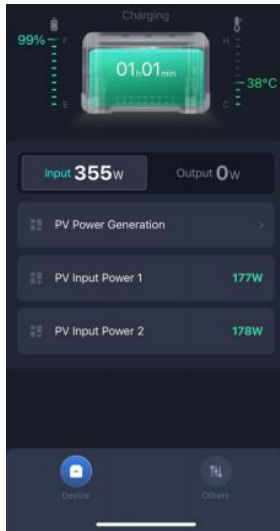 Charging
99%
F
H
01h01min
38°C
E
C
Input 355w
Output 0w
PV Power Generation
PV Input Power 1
177W
PV Input Power 2
178W
Device
Others